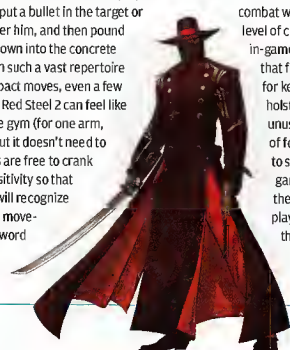 put a bullet in the target or
er him, and then pound
own into the concrete
n such a vast repertoire
pact moves, even a few
Red Steel 2 can feel like
e gym (for one arm,
ut it doesn't need to
s are free to crank
sitivity so that
will recognize
move-
word
combat w
level of c
in-game
that f
for ke
holst
unus
of fe
to s
gar
the
play
th